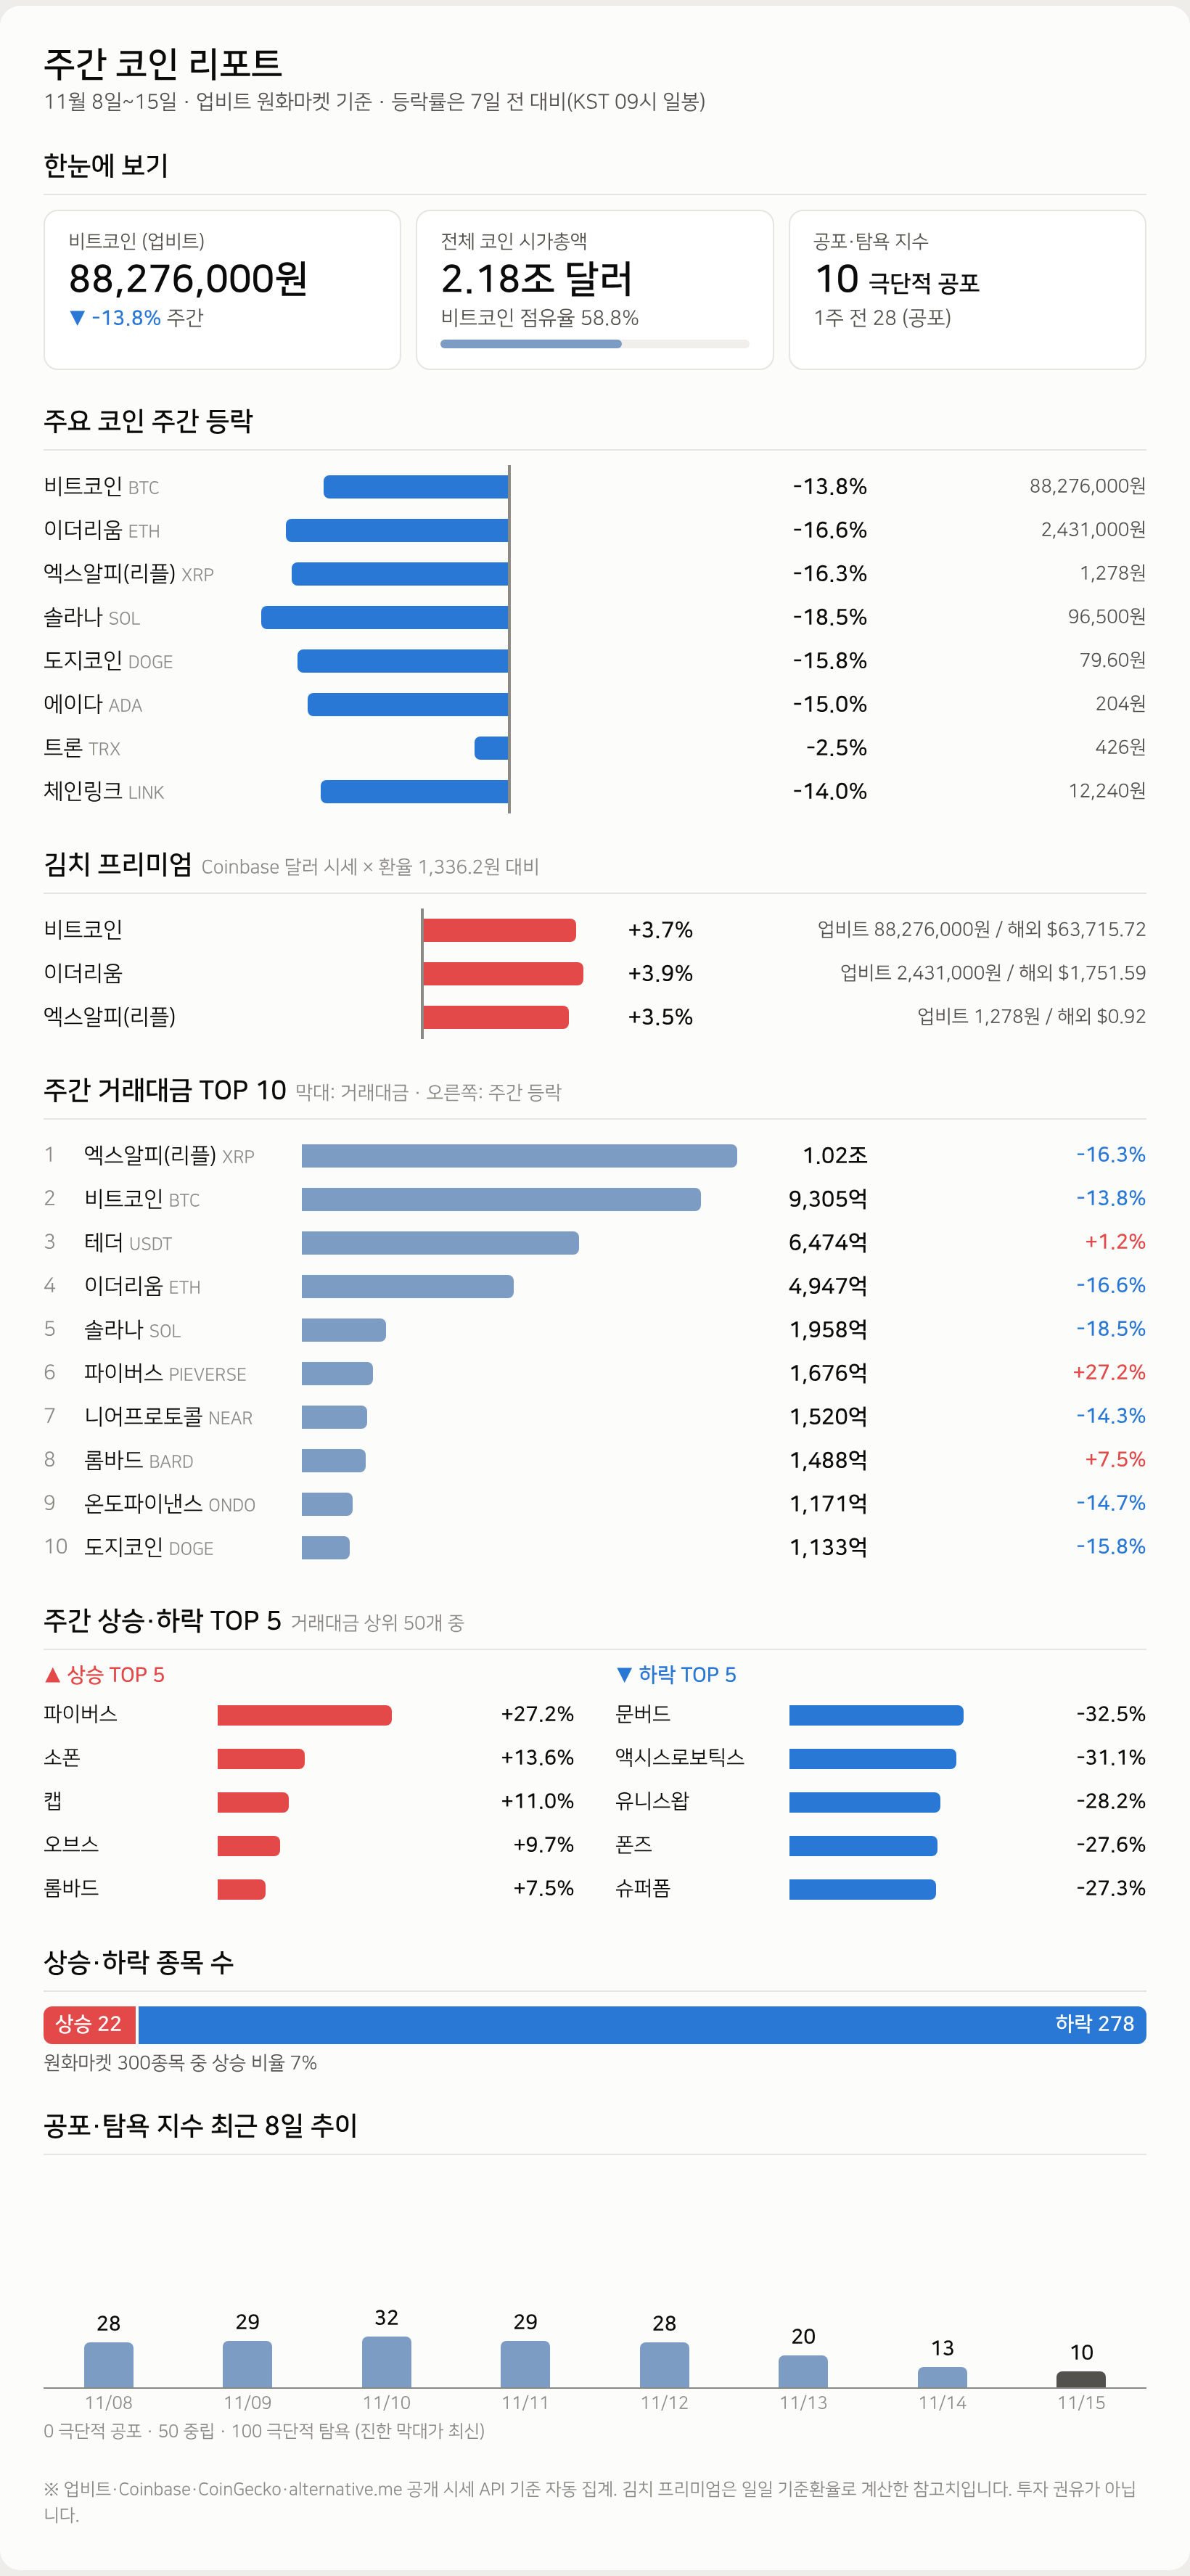 주간 코인 리포트
11월 8일~15일 · 업비트 원화마켓 기준 · 등락률은 7일 전 대비(KST 09시 일봉)
한눈에 보기
비트코인 (업비트)
88,276,000원
▼ -13.8% 주간
전체 코인 시가총액
2.18조 달러
비트코인 점유율 58.8%
공포·탐욕 지수
10 극단적 공포
1주 전 28 (공포)
주요 코인 주간 등락
비트코인 BTC -13.8% 88,276,000원
이더리움 ETH -16.6% 2,431,000원
엑스알피(리플) XRP -16.3% 1,278원
솔라나 SOL -18.5% 96,500원
도지코인 DOGE -15.8% 79.60원
에이다 ADA -15.0% 204원
트론 TRX -2.5% 426원
체인링크 LINK -14.0% 12,240원
김치 프리미엄 Coinbase 달러 시세 × 환율 1,336.2원 대비
비트코인 +3.7% 업비트 88,276,000원 / 해외 $63,715.72
이더리움 +3.9% 업비트 2,431,000원 / 해외 $1,751.59
엑스알피(리플) +3.5% 업비트 1,278원 / 해외 $0.92
주간 거래대금 TOP 10 막대: 거래대금 · 오른쪽: 주간 등락
1 엑스알피(리플) XRP 1.02조 -16.3%
2 비트코인 BTC 9,305억 -13.8%
3 테더 USDT 6,474억 +1.2%
4 이더리움 ETH 4,947억 -16.6%
5 솔라나 SOL 1,958억 -18.5%
6 파이버스 PIEVERSE 1,676억 +27.2%
7 니어프로토콜 NEAR 1,520억 -14.3%
8 롬바드 BARD 1,488억 +7.5%
9 온도파이낸스 ONDO 1,171억 -14.7%
10 도지코인 DOGE 1,133억 -15.8%
주간 상승·하락 TOP 5 거래대금 상위 50개 중
▲ 상승 TOP 5
파이버스 +27.2%
소폰 +13.6%
캡 +11.0%
오브스 +9.7%
롬바드 +7.5%
▼ 하락 TOP 5
문버드 -32.5%
액시스로보틱스 -31.1%
유니스왑 -28.2%
폰즈 -27.6%
슈퍼폼 -27.3%
상승·하락 종목 수
상승 22 하락 278
원화마켓 300종목 중 상승 비율 7%
공포·탐욕 지수 최근 8일 추이
28 29 32 29 28 20 13 10
11/08 11/09 11/10 11/11 11/12 11/13 11/14 11/15
0 극단적 공포 · 50 중립 · 100 극단적 탐욕 (진한 막대가 최신)
※ 업비트·Coinbase·CoinGecko·alternative.me 공개 시세 API 기준 자동 집계. 김치 프리미엄은 일일 기준환율로 계산한 참고치입니다. 투자 권유가 아닙
니다.